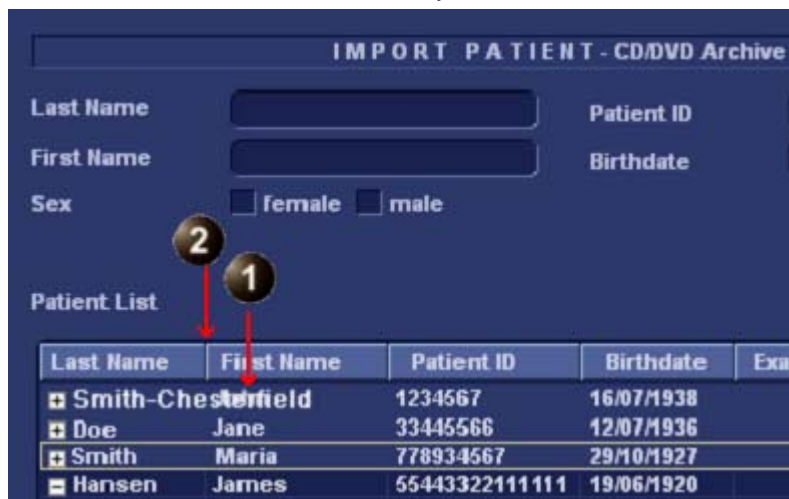 IMPORT PATIENT - CD/DVD Archive
Last Name Patient ID
First Name Birthdate
Sex female male
2
1
Patient List
Last Name First Name Patient ID Birthdate Exa
Smith-Chesterfield 1234567 16/07/1938
Doe Jane 33445566 12/07/1936
Smith Maria 778934567 29/10/1927
Hansen James 55443322111111 19/06/1920